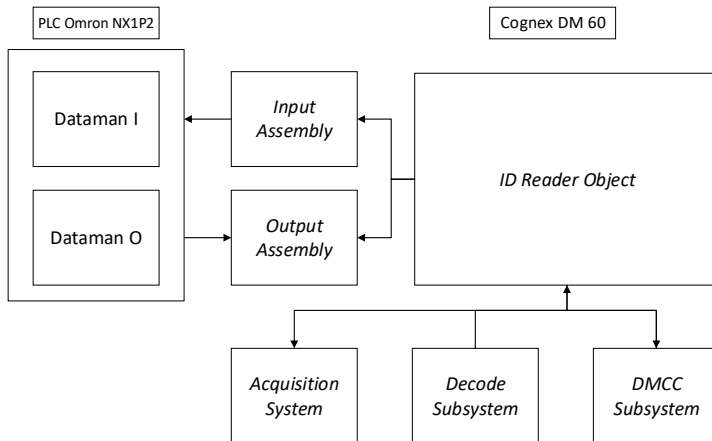 PLC Omron NX1P2
Cognex DM 60
Dataman I
Input
Assembly
ID Reader Object
Dataman O
Output
Assembly
Acquisition
System
Decode
Subsystem
DMCC
Subsystem